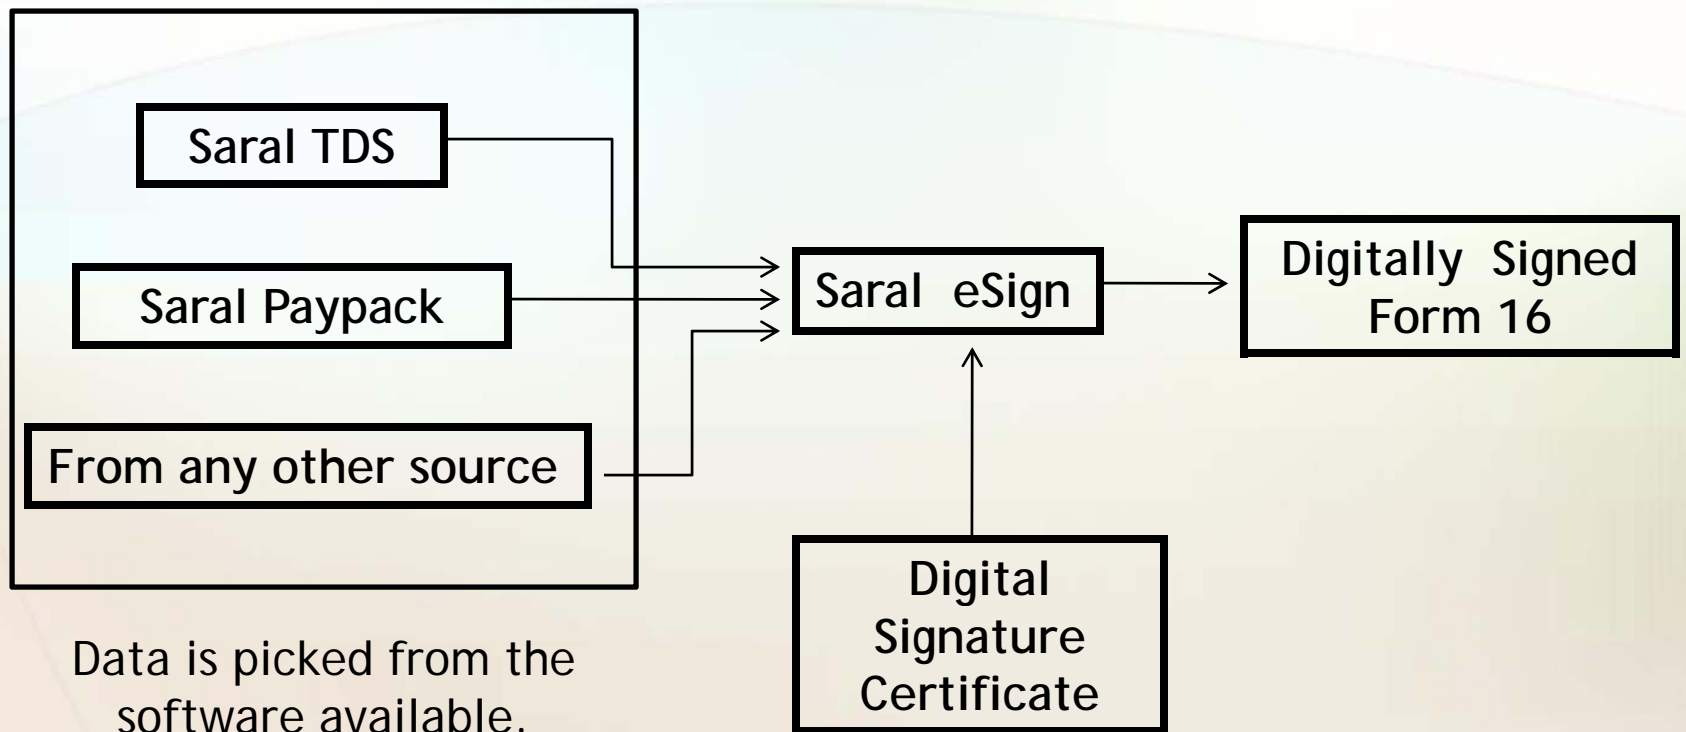 Saral TDS
Saral Paypack
From any other source
Data is picked from the
software available.
Saral eSign
Digital
Signature
Certificate
Digitally Signed
Form 16